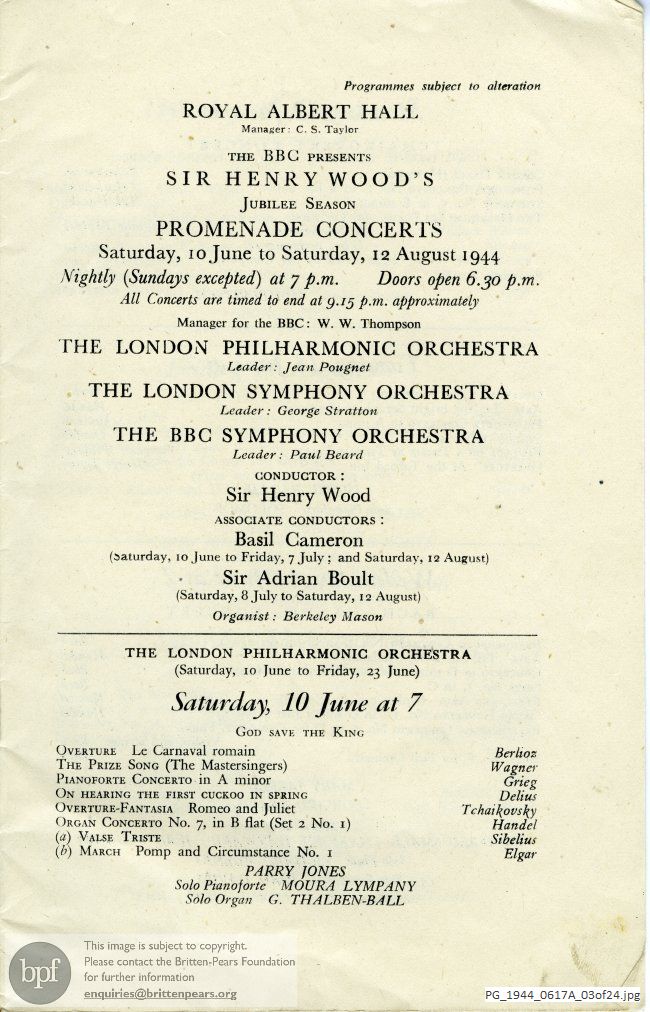 Programmes subject to alteration
ROYAL ALBERT HALL
Manager: C. S. Taylor
THE BBC PRESENTS
SIR HENRY WOOD'S
JUBILEE SEASON
PROMENADE CONCERTS
Saturday, 10 June to Saturday, 12 August 1944
Nightly (Sundays excepted) at 7 p.m. Doors open 6.30 p.m.
All Concerts are timed to end at 9.15 p.m. approximately
Manager for the BBC: W. W. Thompson
THE LONDON PHILHARMONIC ORCHESTRA
Leader: Jean Pougnet
THE LONDON SYMPHONY ORCHESTRA
Leader: George Stratton
THE BBC SYMPHONY ORCHESTRA
Leader: Paul Beard
CONDUCTOR:
Sir Henry Wood
ASSOCIATE CONDUCTORS:
Basil Cameron
(Saturday, 10 June to Friday, 7 July; and Saturday, 12 August)
Sir Adrian Boult
(Saturday, 8 July to Saturday, 12 August)
Organist: Berkeley Mason
THE LONDON PHILHARMONIC ORCHESTRA
(Saturday, 10 June to Friday, 23 June)
Saturday, 10 June at 7
GOD SAVE THE KING
OVERTURE Le Carnaval romain Berlioz
THE PRIZE SONG (The Mastersingers) Wagner
PIANOFORTE CONCERTO in A minor Grieg
ON HEARING THE FIRST CUCKOO IN SPRING Delius
OVERTURE-FANTASIA Romeo and Juliet Tchaikovsky
ORGAN CONCERTO No. 7, in B flat (Set 2 No. 1) Handel
(a) VALSE TRISTE Sibelius
(b) MARCH Pomp and Circumstance No. 1 Elgar
PARRY JONES
Solo Pianoforte MOURA LYMPANY
Solo Organ G. THALBEN-BALL
bpf
This image is subject to copyright.
Please contact the Britten-Pears Foundation
for further information
enquiries@brittenpears.org
PG_1944_0617A_03of24.jpg